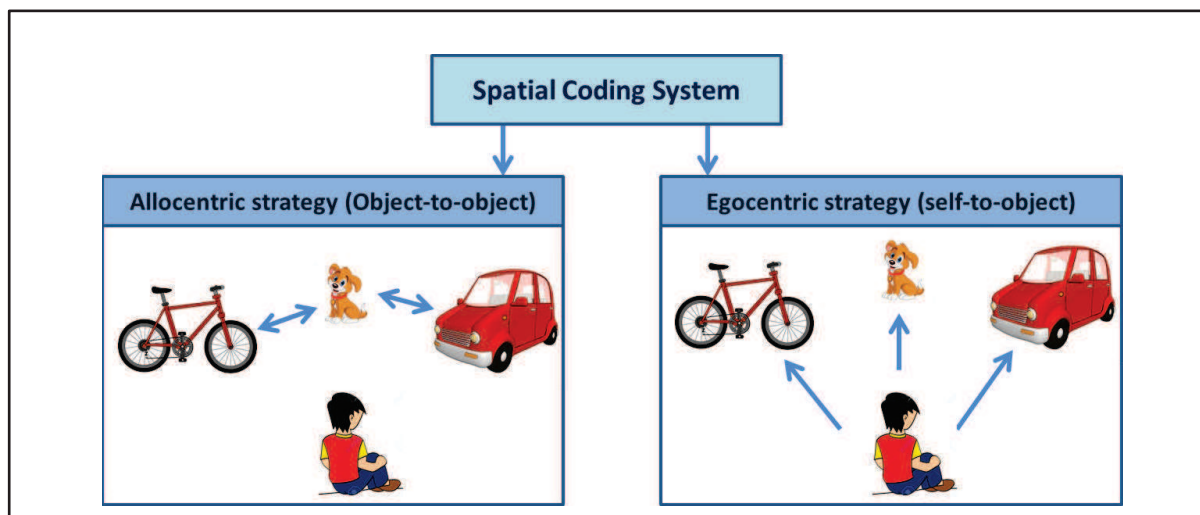 Spatial Coding System
Allocentric strategy (Object-to-object)
Egocentric strategy (self-to-object)